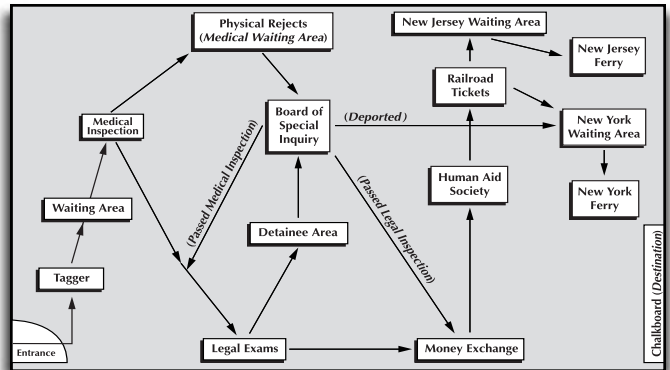 Physical Rejects
(Medical Waiting Area)
New Jersey Waiting Area
New Jersey
Ferry
Railroad
Tickets
Board of
Special
Inquiry
(Deported)
New York
Waiting Area
Medical
Inspection
(Passed Medical Inspection)
(Passed Legal Inspection)
Human Aid
Society
New York
Ferry
Waiting Area
Detainee Area
Tagger
Chalkboard (Destination)
Entrance
Legal Exams
Money Exchange